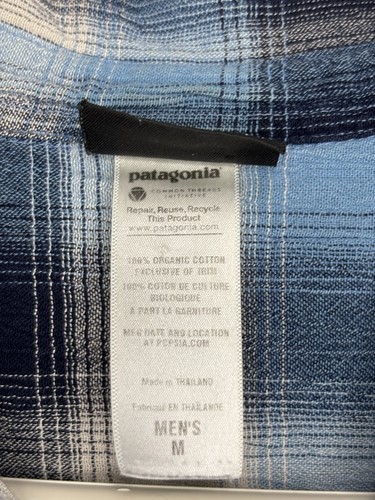 patagonia
COMMON THREADS
INITIATIVE
Repair, Reuse, Recycle
This Product
www.patagonia.com
100% ORGANIC COTTON
EXCLUSIVE OF TRIM
100% COTON DE CULTURE
BIOLOGIQUE
A PART LA GARNITURE
MFG DATE AND LOCATION
AT PCPSIA.COM
Made in THAILAND
Fabriqué EN THAÏLANDE
MEN'S
M